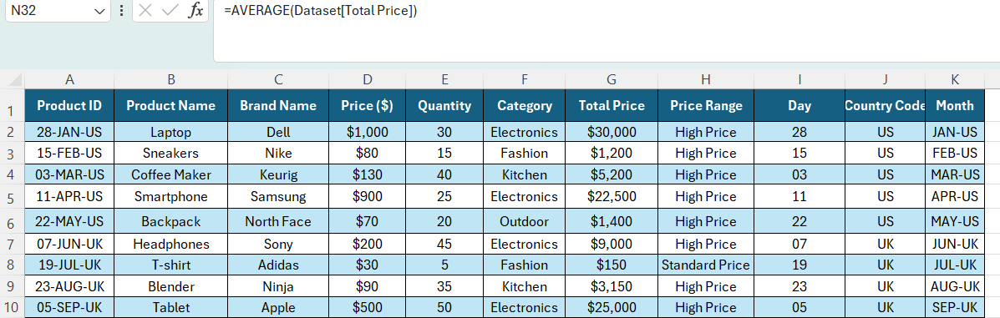 N32 fx =AVERAGE(Dataset[Total Price])
A B C D E F G H I J K
1 Product ID Product Name Brand Name Price ($) Quantity Category Total Price Price Range Day Country Code Month
2 28-JAN-US Laptop Dell $1,000 30 Electronics $30,000 High Price 28 US JAN-US
3 15-FEB-US Sneakers Nike $80 15 Fashion $1,200 High Price 15 US FEB-US
4 03-MAR-US Coffee Maker Keurig $130 40 Kitchen $5,200 High Price 03 US MAR-US
5 11-APR-US Smartphone Samsung $900 25 Electronics $22,500 High Price 11 US APR-US
6 22-MAY-US Backpack North Face $70 20 Outdoor $1,400 High Price 22 US MAY-US
7 07-JUN-UK Headphones Sony $200 45 Electronics $9,000 High Price 07 UK JUN-UK
8 19-JUL-UK T-shirt Adidas $30 5 Fashion $150 Standard Price 19 UK JUL-UK
9 23-AUG-UK Blender Ninja $90 35 Kitchen $3,150 High Price 23 UK AUG-UK
10 05-SEP-UK Tablet Apple $500 50 Electronics $25,000 High Price 05 UK SEP-UK